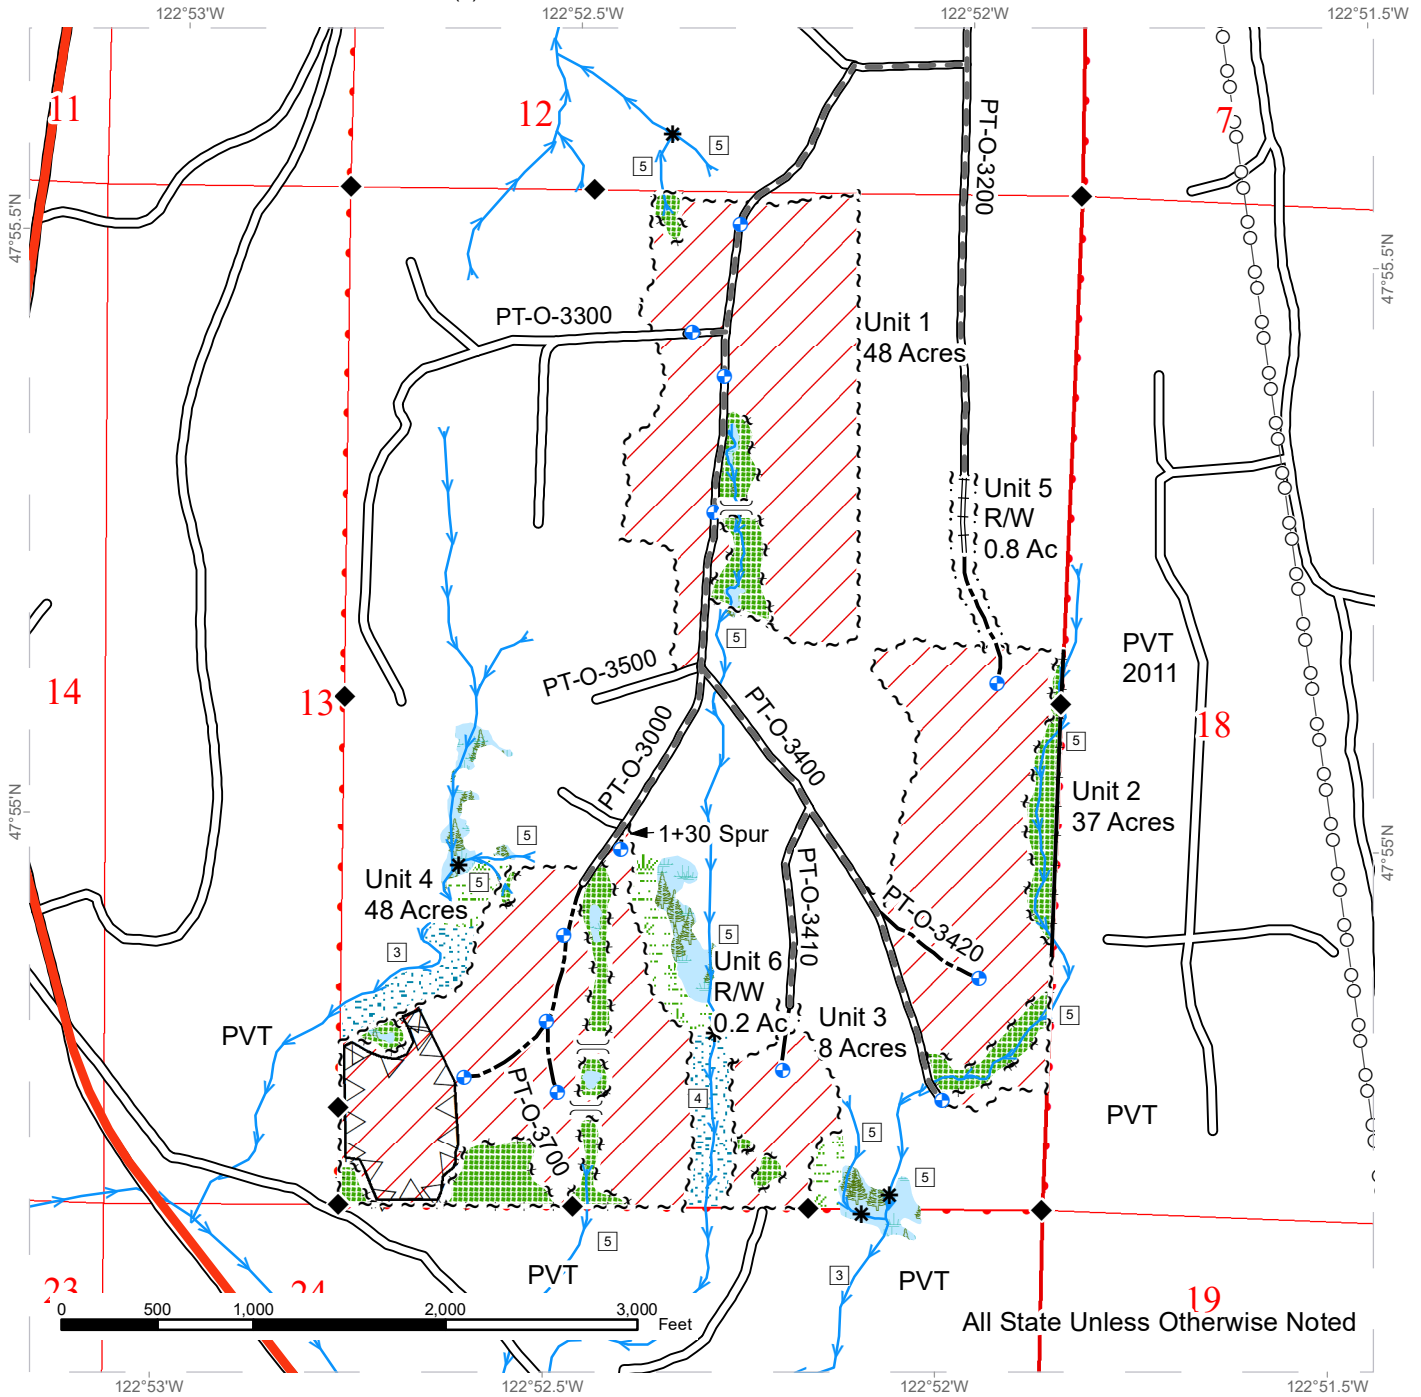 122°53'W
122°52.5'W
122°52'W
122°51.5'W
11
12
7
5
5
47°55.5'N
PT-O-3200
47°55.5'N
PT-O-3300
Unit 1
48 Acres
Unit 5
R/W
0.8 Ac
5
PVT
2011
14
13
PT-O-3500
PT-O-3000
PT-O-3400
18
5
47°55'N
Unit 2
37 Acres
1+30 Spur
5
47°55'N
Unit 4
48 Acres
5
PT-O-3410
PT-O-3420
3
5
Unit 6
R/W
0.2 Ac
Unit 3
8 Acres
5
PVT
PT-O-3700
4
5
PVT
5
5
PVT
3
PVT
23
24
19
0
500
1,000
2,000
3,000
Feet
All State Unless Otherwise Noted
122°53'W
122°52.5'W
122°52'W
122°51.5'W